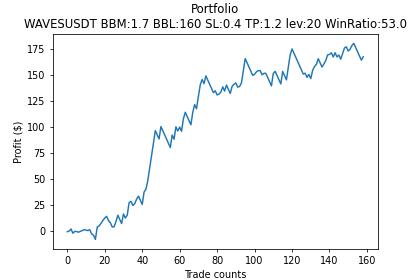 Portfolio
WAVESUSDT BBM:1.7 BBL:160 SL:0.4 TP:1.2 lev:20 WinRatio:53.0
175
150
125
100
75
50
25
0
Profit ($)
0 20 40 60 80 100 120 140 160
Trade counts